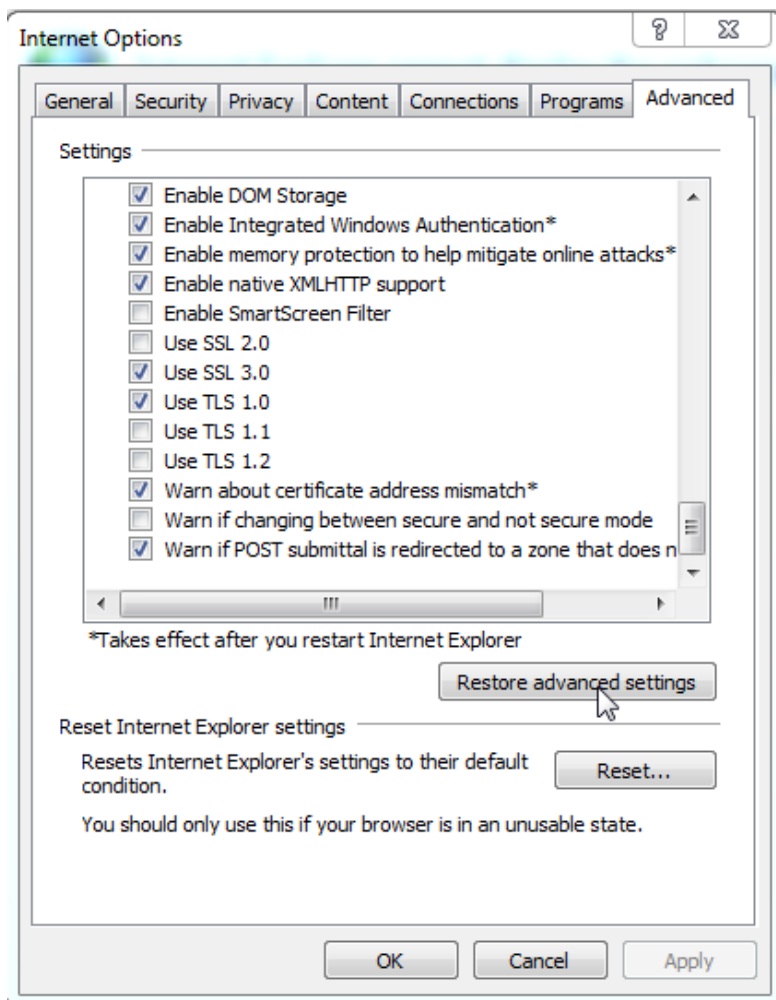 Internet Options
General Security Privacy Content Connections Programs Advanced
Settings
Enable DOM Storage
Enable Integrated Windows Authentication*
Enable memory protection to help mitigate online attacks*
Enable native XMLHTTP support
Enable SmartScreen Filter
Use SSL 2.0
Use SSL 3.0
Use TLS 1.0
Use TLS 1.1
Use TLS 1.2
Warn about certificate address mismatch*
Warn if changing between secure and not secure mode
Warn if POST submittal is redirected to a zone that does n
*Takes effect after you restart Internet Explorer
Restore advanced settings
Reset Internet Explorer settings
Resets Internet Explorer's settings to their default
condition.
Reset...
You should only use this if your browser is in an unusable state.
OK Cancel Apply